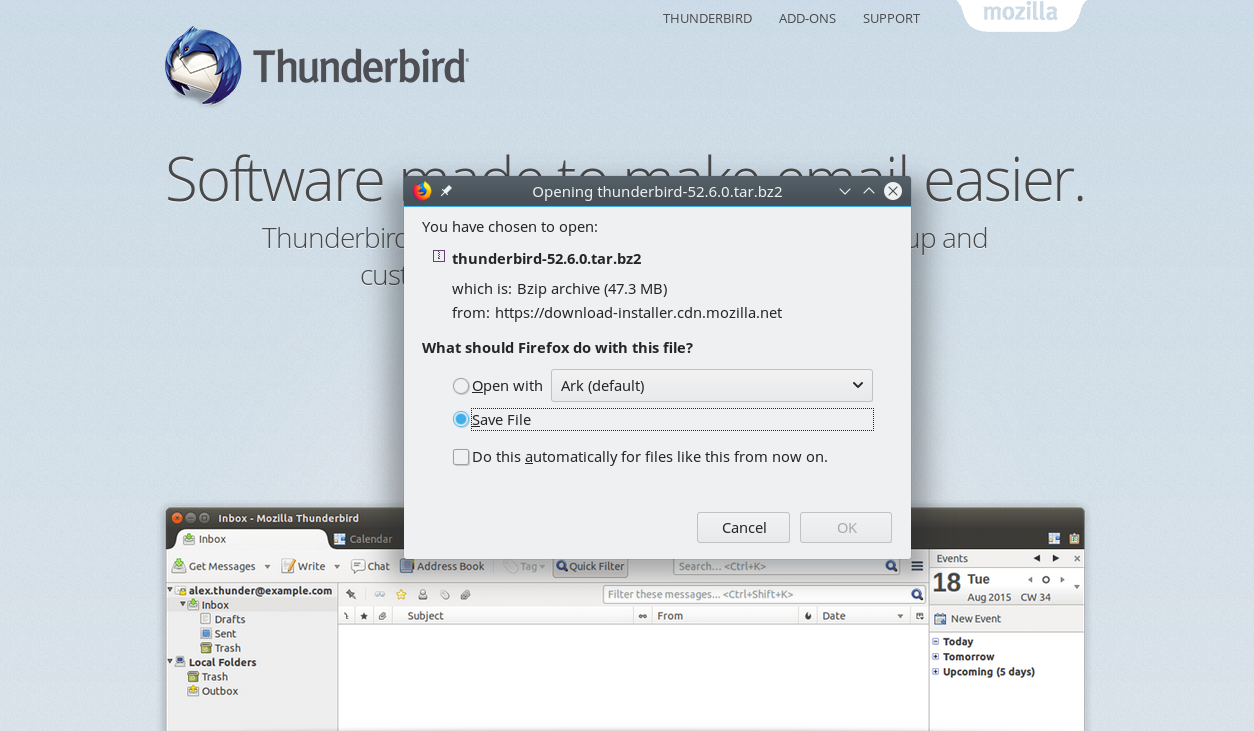 THUNDERBIRD ADD-ONS SUPPORT mozilla
Thunderbird
Software made to make email easier.
Thunderbird up and
Opening thunderbird-52.6.0.tar.bz2
You have chosen to open:
thunderbird-52.6.0.tar.bz2
which is: Bzip archive (47.3 MB)
from: https://download-installer.cdn.mozilla.net
What should Firefox do with this file?
Open with Ark (default)
Save File
Do this automatically for files like this from now on.
Cancel OK
Inbox - Mozilla Thunderbird
Inbox Calendar
Get Messages Write Chat Address Book Tag Quick Filter Search... <Ctrl+K>
Events
18 Tue
Aug 2015 CW 34
New Event
Today
Tomorrow
Upcoming (5 days)
alex.thunder@example.com
Inbox
Drafts
Sent
Trash
Local Folders
Trash
Outbox
Filter these messages... <Ctrl+Shift+K>
Subject From Date